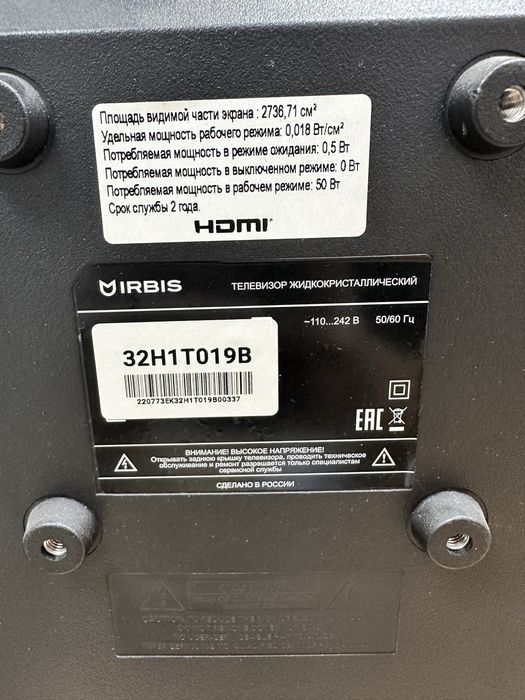 Площадь видимой части экрана : 2736,71 см²
Удельная мощность рабочего режима: 0,018 Вт/см²
Потребляемая мощность в режиме ожидания: 0,5 Вт
Потребляемая мощность в выключенном режиме: 0 Вт
Потребляемая мощность в рабочем режиме: 50 Вт
Срок службы 2 года.
HDMI
IRBIS
ТЕЛЕВИЗОР ЖИДКОКРИСТАЛЛИЧЕСКИЙ
~110...242 В 50/60 Гц
32H1T019B
220773EK32H1T019B00337
EAC
ВНИМАНИЕ! ВЫСОКОЕ НАПРЯЖЕНИЕ!
Открывать заднюю крышку телевизора, проводить техническое
обслуживание и ремонт разрешается только специалистам
сервисной службы
СДЕЛАНО В РОССИИ